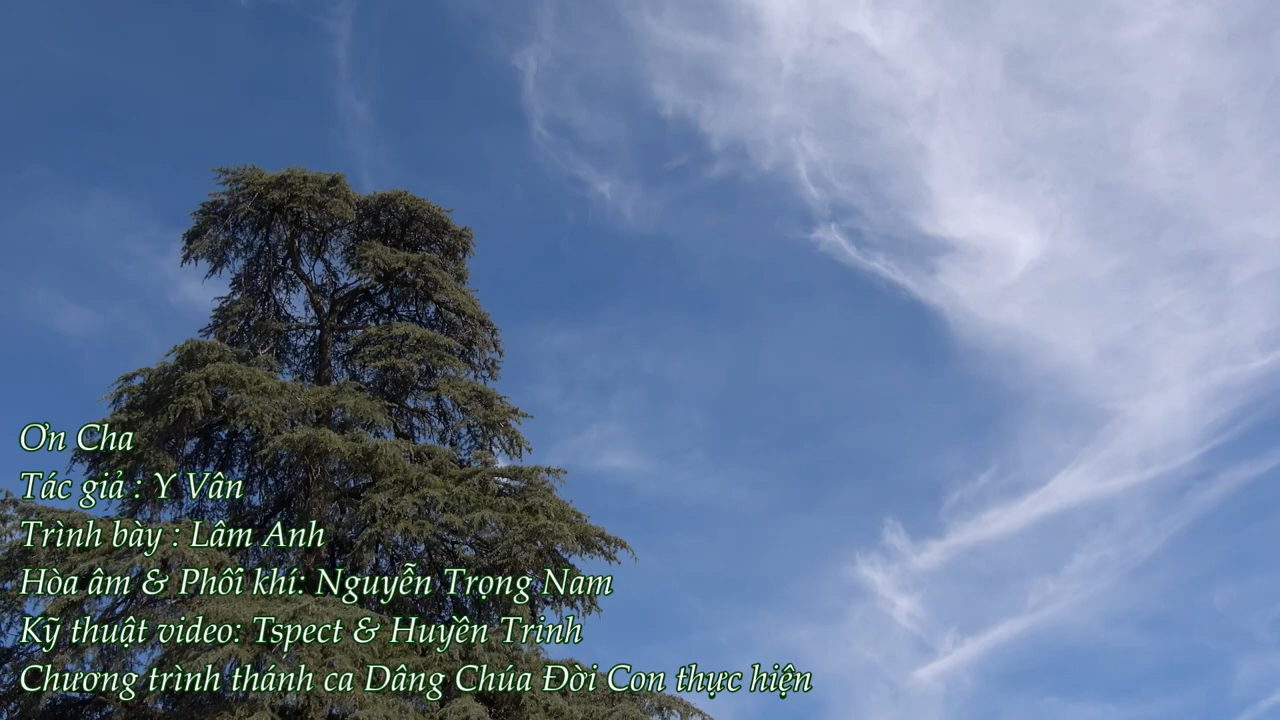 Ơn Cha
Tác giả : Y Vân
Trình bày : Lâm Anh
Hòa âm & Phối khí: Nguyễn Trọng Nam
Kỹ thuật video: Tspect & Huyền Trinh
Chương trình thánh ca Dâng Chúa Đời Con thực hiện